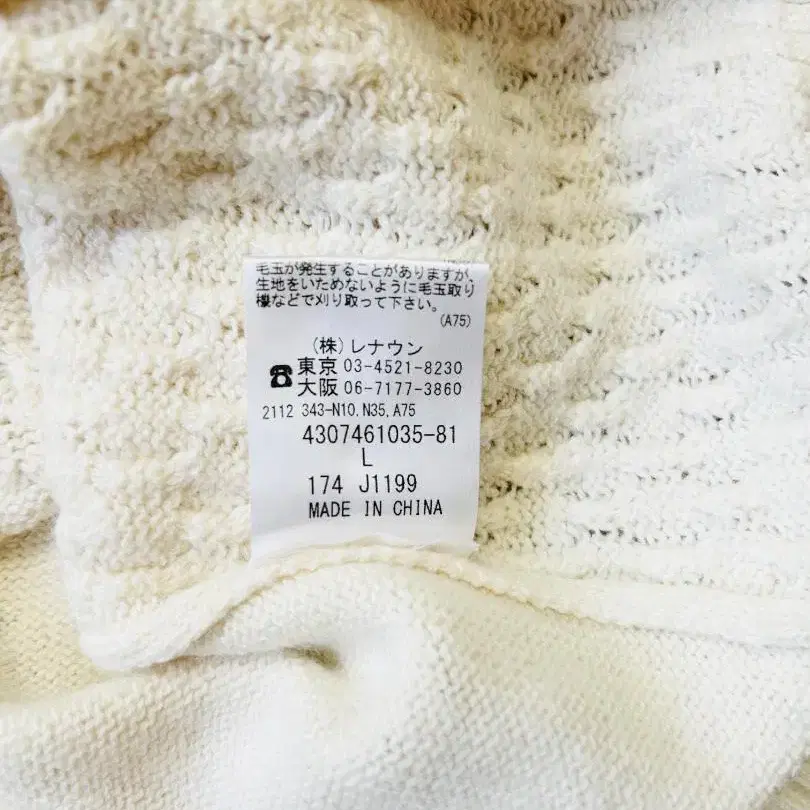 毛玉が発生することがありますが、
生地をいためないように毛玉取り
機などで刈り取って下さい。
(A75)
(株)レナウン
☎東京 03-4521-8230
大阪 06-7177-3860
2112 343-N10,N35,A75
4307461035-81
L
174 J1199
MADE IN CHINA